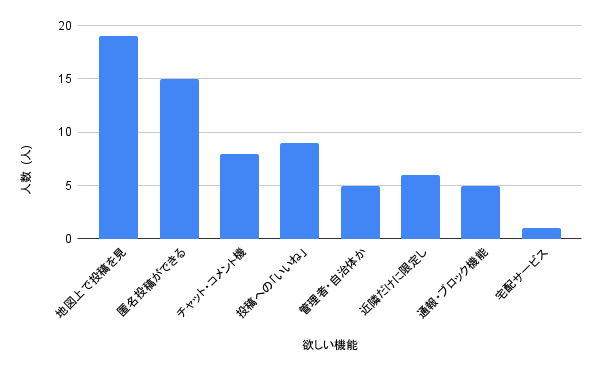 20
15
10
5
0
人数（人）
地図上で投稿を見
匿名投稿ができる
チャット・コメント機
投稿への「いいね」
管理者・自治体か
近隣だけに限定し
通報・ブロック機能
宅配サービス
欲しい機能